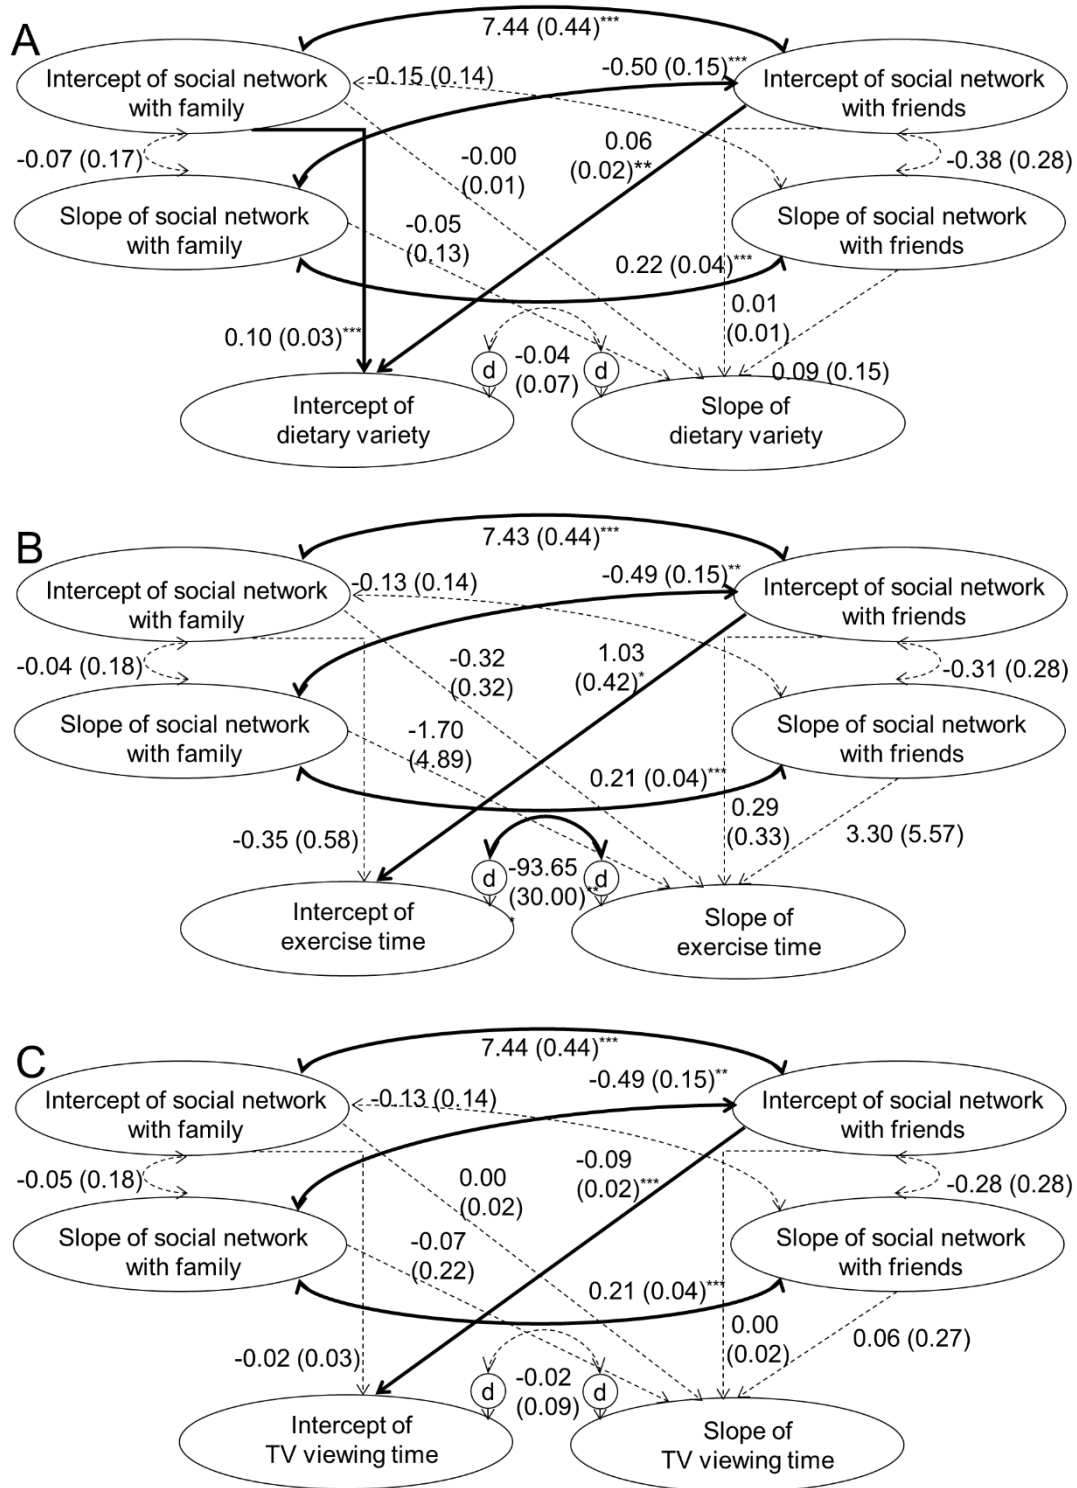 A
7.44 (0.44)***
Intercept of social network
with family
-0.15 (0.14)
-0.50 (0.15)***
Intercept of social network
with friends
-0.07 (0.17)
-0.00
(0.01)
0.06
(0.02)**
-0.38 (0.28)
Slope of social network
with family
-0.05
(0.13)
Slope of social network
with friends
0.22 (0.04)***
0.10 (0.03)***
0.01
(0.01)
d
-0.04
(0.07)
d
0.09 (0.15)
Intercept of
dietary variety
Slope of
dietary variety
B
7.43 (0.44)***
Intercept of social network
with family
-0.13 (0.14)
-0.49 (0.15)**
Intercept of social network
with friends
-0.04 (0.18)
-0.32
(0.32)
1.03
(0.42)*
-0.31 (0.28)
Slope of social network
with family
-1.70
(4.89)
Slope of social network
with friends
0.21 (0.04)***
-0.35 (0.58)
0.29
(0.33)
3.30 (5.57)
d
-93.65
(30.00)**
*
d
Intercept of
exercise time
Slope of
exercise time
C
7.44 (0.44)***
Intercept of social network
with family
-0.13 (0.14)
-0.49 (0.15)**
Intercept of social network
with friends
-0.05 (0.18)
0.00
(0.02)
-0.09
(0.02)***
-0.28 (0.28)
Slope of social network
with family
-0.07
(0.22)
Slope of social network
with friends
0.21 (0.04)***
-0.02 (0.03)
0.00
(0.02)
0.06 (0.27)
d
-0.02
(0.09)
d
Intercept of
TV viewing time
Slope of
TV viewing time